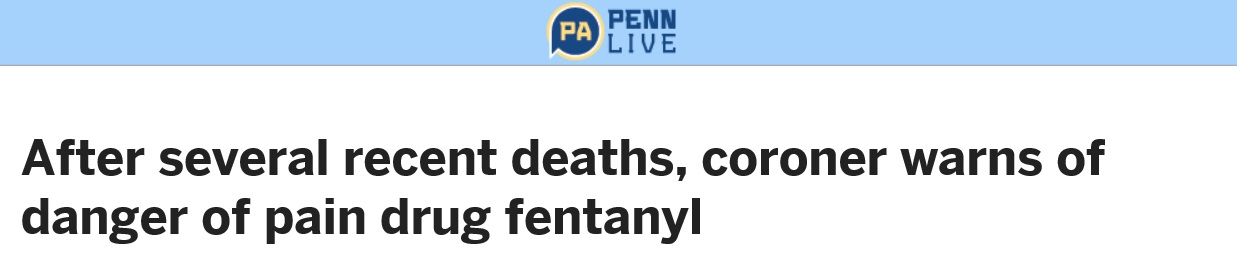 PA PENN
LIVE
After several recent deaths, coroner warns of
danger of pain drug fentanyl